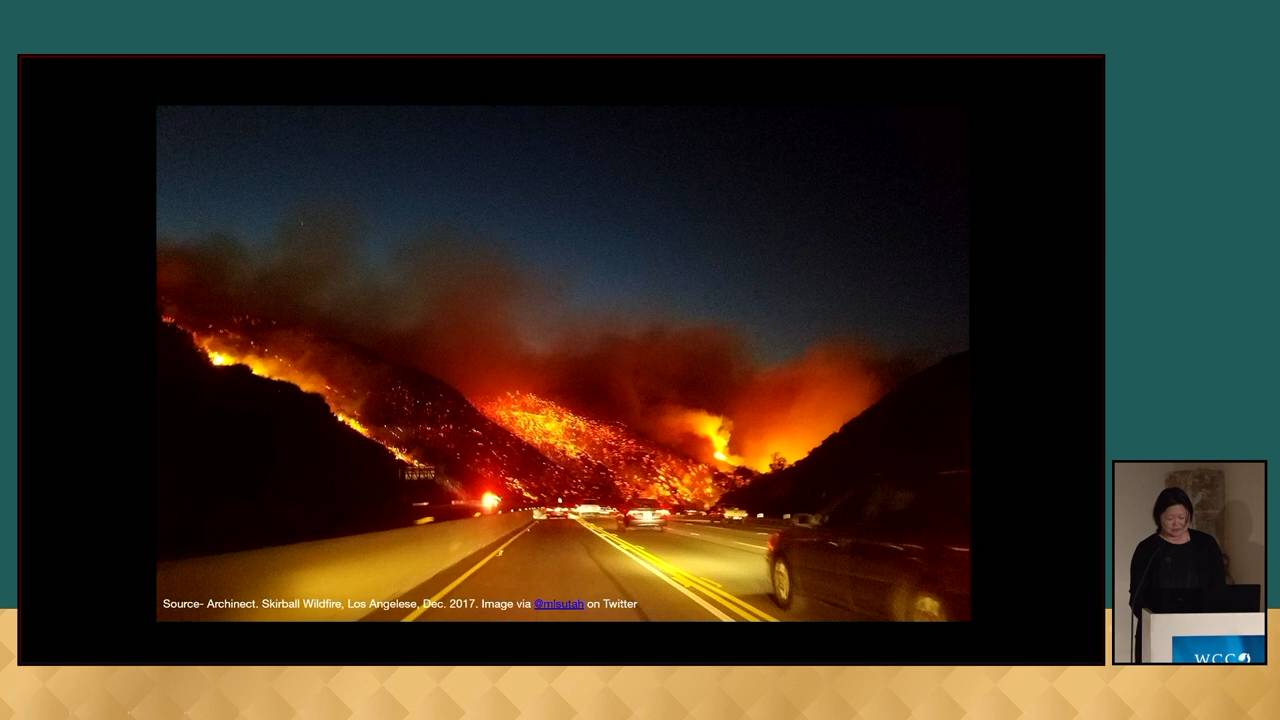 Source- Archinect. Skirball Wildfire, Los Angelese, Dec. 2017. Image via @mlsutah on Twitter
WCC